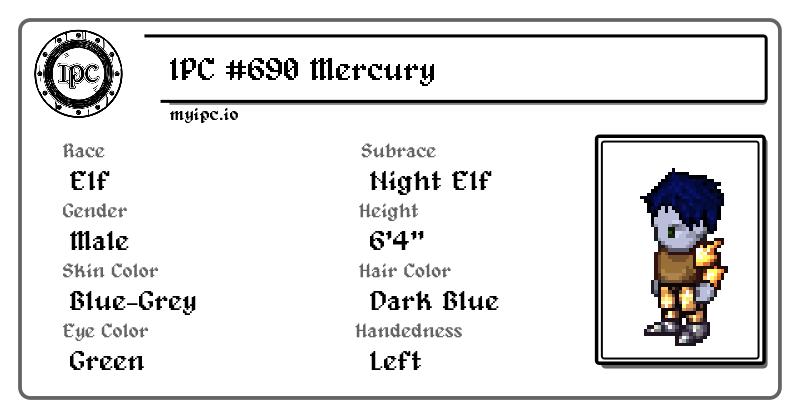 IPC
IPC #690 Mercury
myipc.io
Race
Elf
Subrace
Night Elf
Gender
Male
Height
6'4"
Skin Color
Blue-Grey
Hair Color
Dark Blue
Eye Color
Green
Handedness
Left